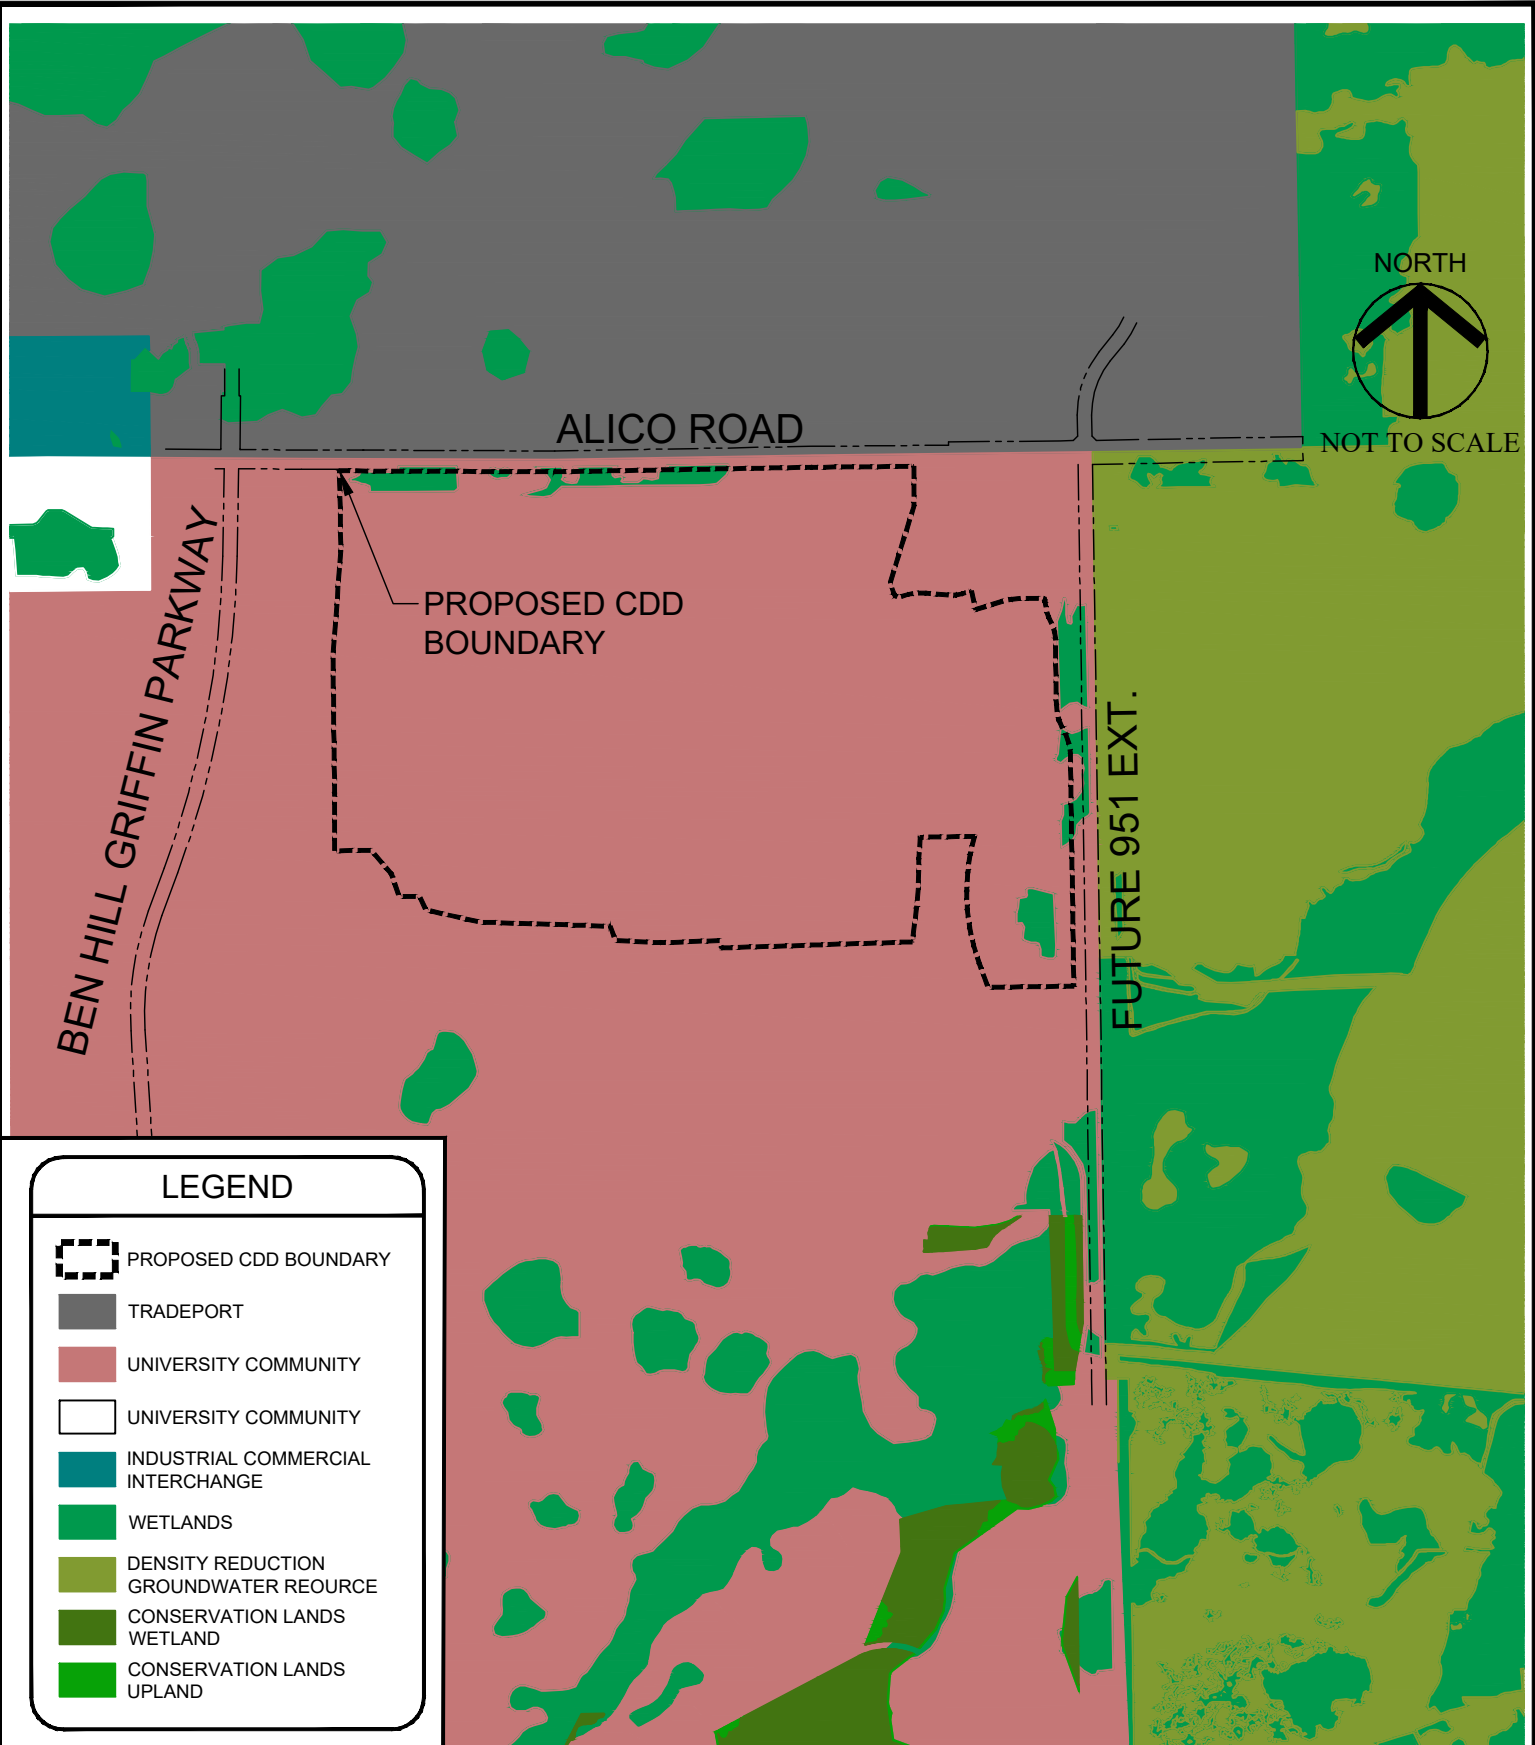 NORTH
NOT TO SCALE
ALICO ROAD
PROPOSED CDD
BOUNDARY
BEN HILL GRIFFIN PARKWAY
FUTURE 951 EXT.
LEGEND
PROPOSED CDD BOUNDARY
TRADEPORT
UNIVERSITY COMMUNITY
UNIVERSITY COMMUNITY
INDUSTRIAL COMMERCIAL
INTERCHANGE
WETLANDS
DENSITY REDUCTION
GROUNDWATER REOURCE
CONSERVATION LANDS
WETLAND
CONSERVATION LANDS
UPLAND